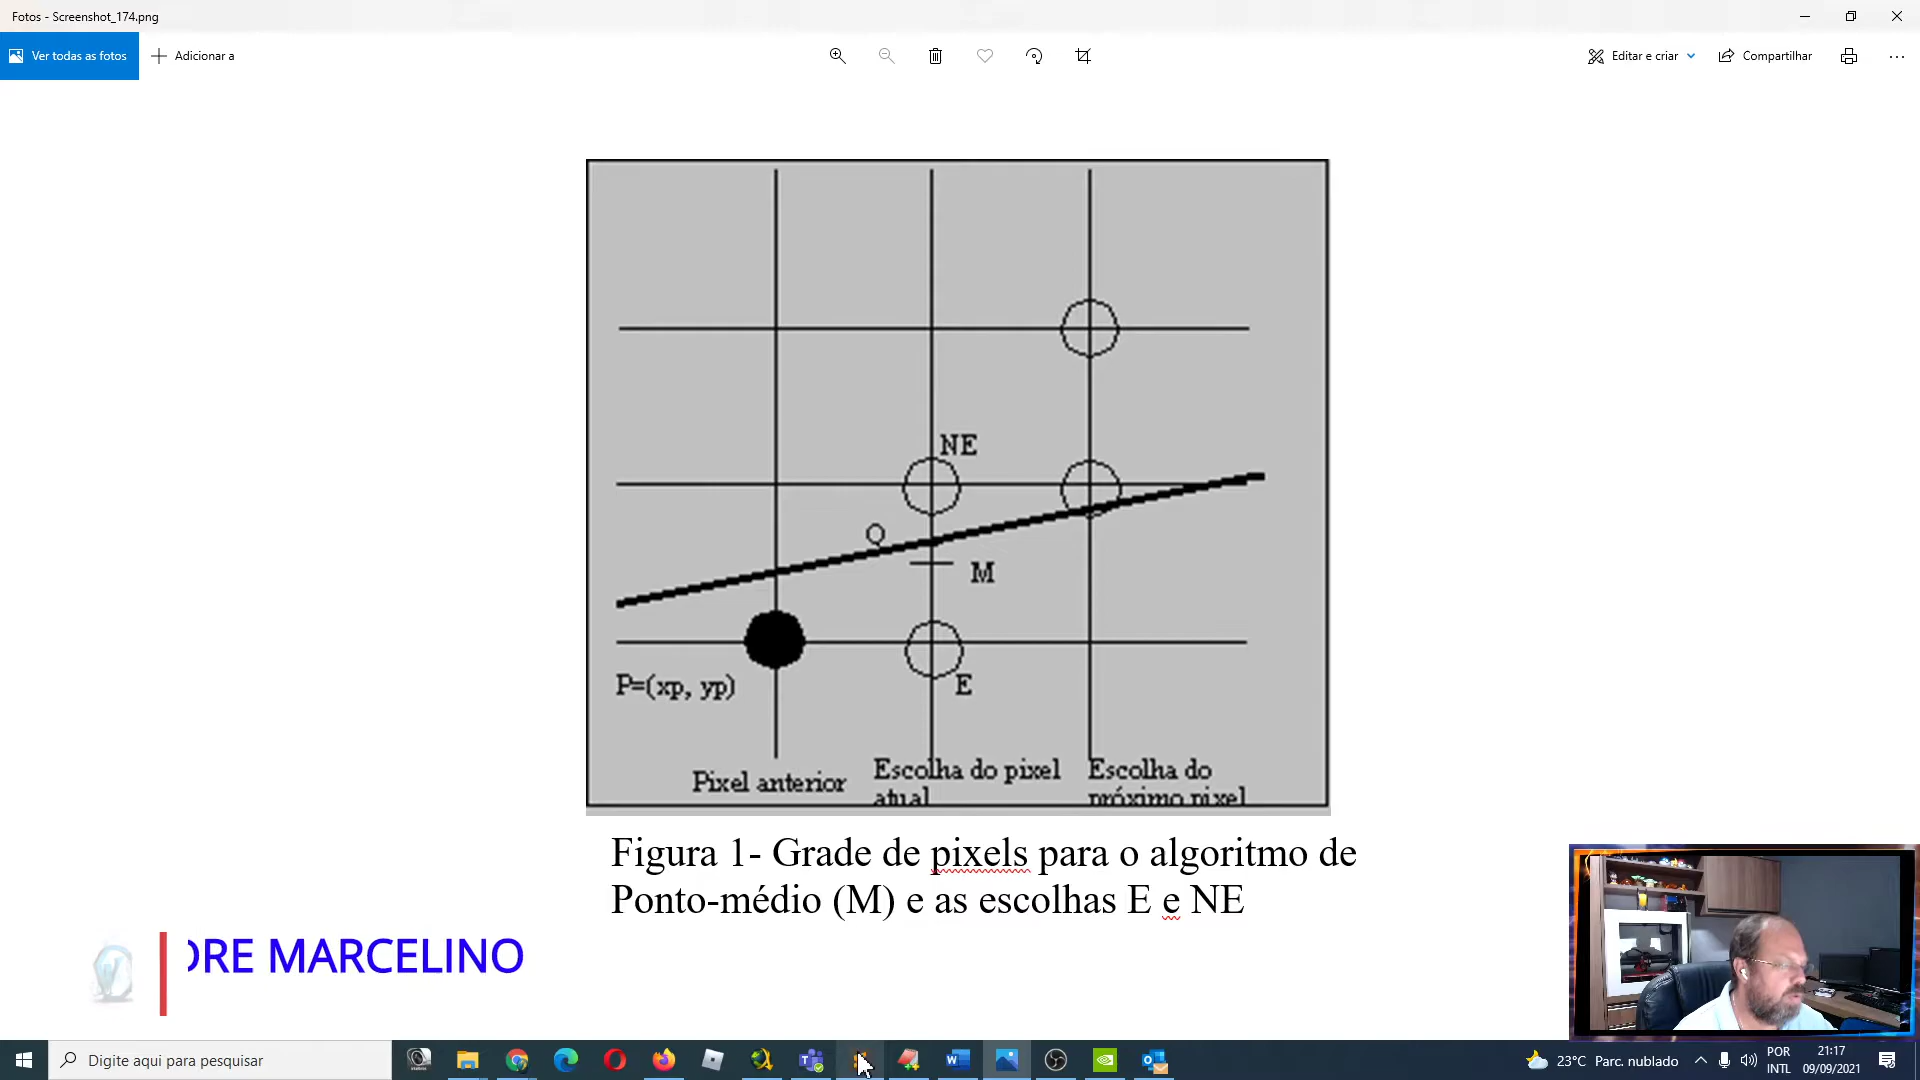 Fotos - Screenshot_174.png
Ver todas as fotos
Adicionar a
Editar e criar
Compartilhar
NE
Q
M
P=(xp, yp)
E
Pixel anterior
Escolha do pixel
atual
Escolha do
próximo pixel
Figura 1- Grade de pixels para o algoritmo de
Ponto-médio (M) e as escolhas E e NE
DRE MARCELINO
Digite aqui para pesquisar
23°C Parc. nublado
POR
INTL
21:17
09/09/2021